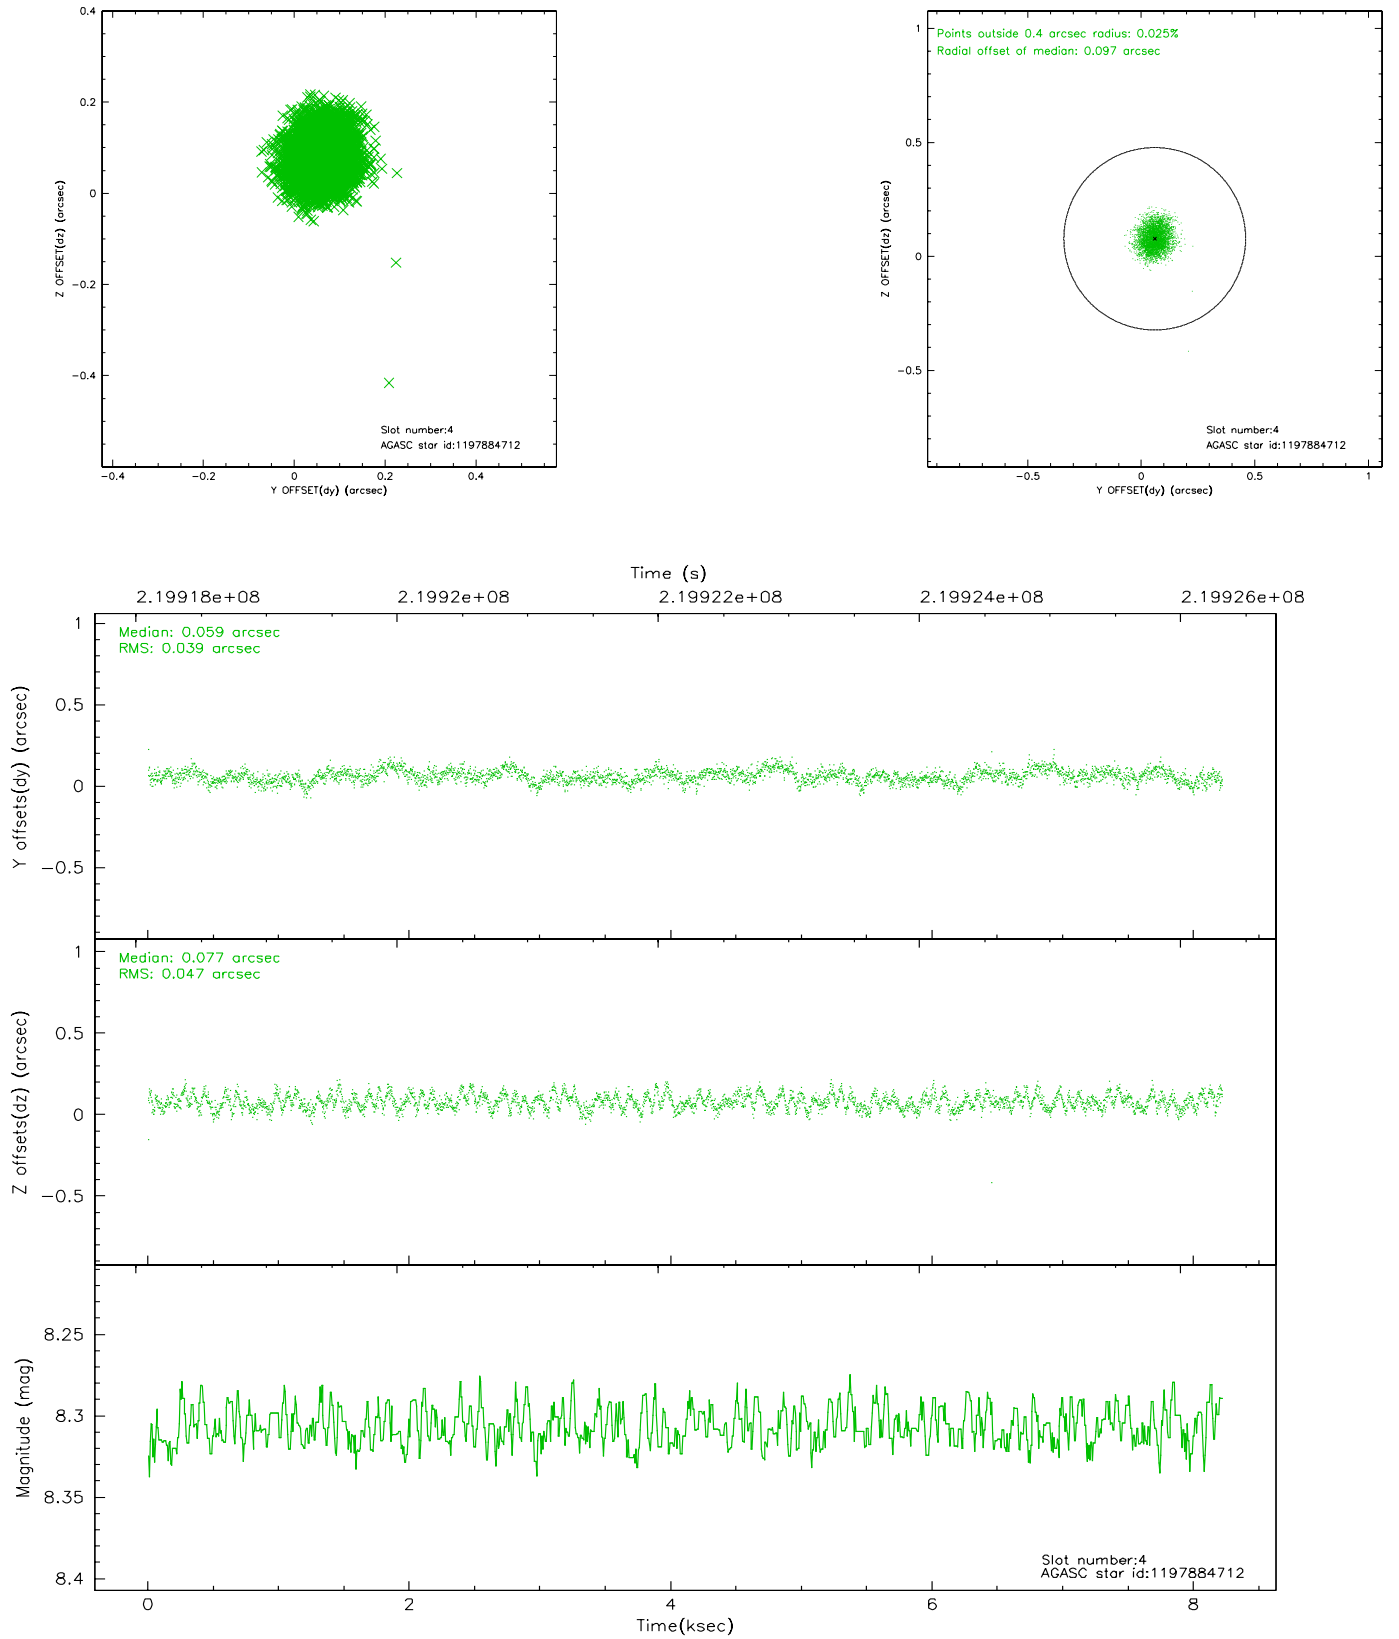 0.4
0.2
0
−0.2
−0.4
Z OFFSET(dz) (arcsec)
Slot number:4
AGASC star id:1197884712
−0.4 −0.2 0 0.2 0.4
Y OFFSET(dy) (arcsec)
Points outside 0.4 arcsec radius: 0.025%
Radial offset of median: 0.097 arcsec
1
0.5
0
−0.5
Z OFFSET(dz) (arcsec)
Slot number:4
AGASC star id:1197884712
−0.5 0 0.5 1
Y OFFSET(dy) (arcsec)
Time (s)
2.19918e+08 2.1992e+08 2.19922e+08 2.19924e+08 2.19926e+08
Median: 0.059 arcsec
RMS: 0.039 arcsec
1
0.5
0
−0.5
Y offsets(dy) (arcsec)
Median: 0.077 arcsec
RMS: 0.047 arcsec
1
0.5
0
−0.5
Z offsets(dz) (arcsec)
8.25
8.3
8.35
8.4
Magnitude (mag)
Slot number:4
AGASC star id:1197884712
0 2 4 6 8
Time(ksec)